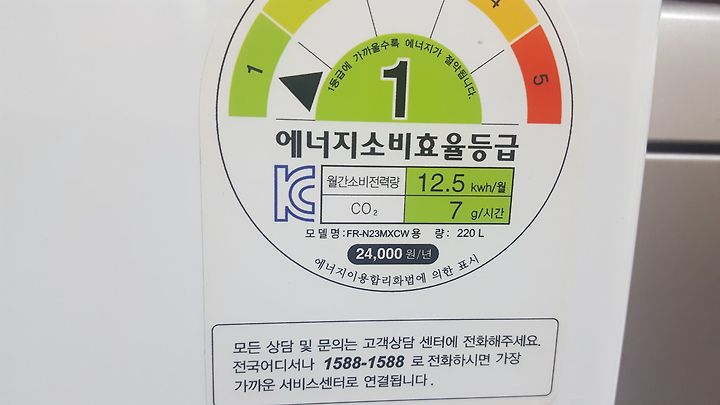 1
4
5
1등급에 가까울수록 에너지가 절약됩니다.
1
에너지소비효율등급
월간소비전력량 12.5 kwh/월
CO₂ 7 g/시간
모델명:FR-N23MXCW 용 량: 220 L
24,000 원/년
에너지이용합리화법에 의한 표시
모든 상담 및 문의는 고객상담 센터에 전화해주세요.
전국어디서나 1588-1588 로 전화하시면 가장
가까운 서비스센터로 연결됩니다.